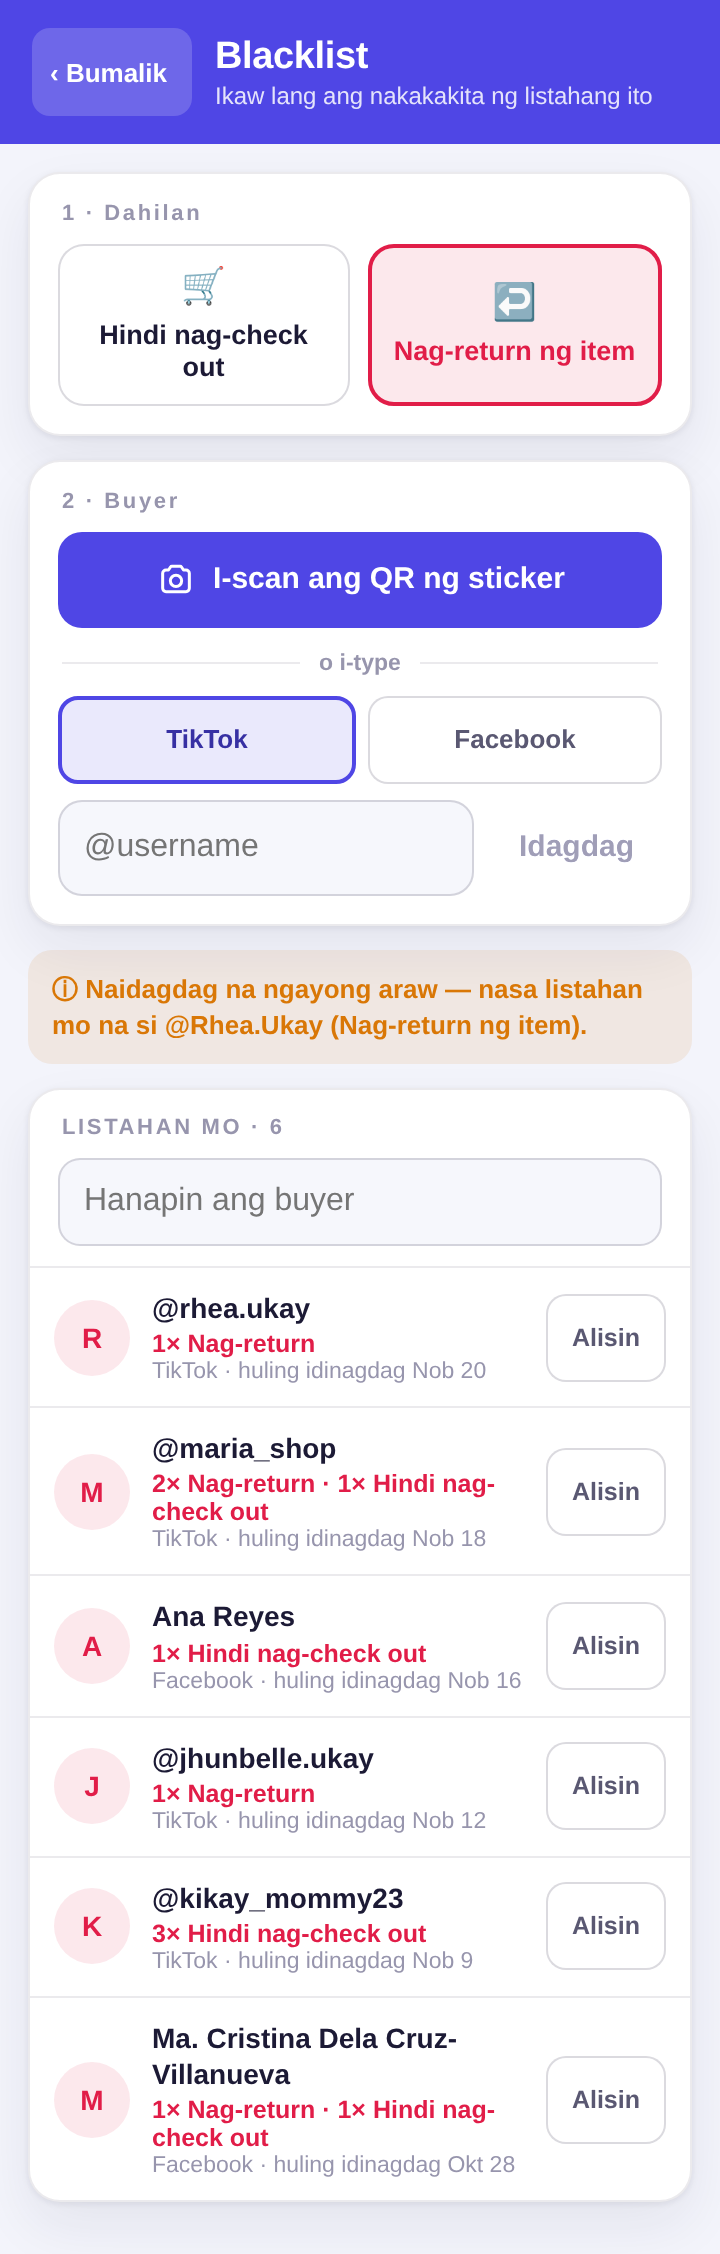 ‹ Bumalik
Blacklist
Ikaw lang ang nakakakita ng listahang ito
1 · Dahilan
Hindi nag-check
out
Nag-return ng item
2 · Buyer
I-scan ang QR ng sticker
o i-type
TikTok
Facebook
@username
Idagdag
ⓘ Naidagdag na ngayong araw — nasa listahan
mo na si @Rhea.Ukay (Nag-return ng item).
LISTAHAN MO · 6
Hanapin ang buyer
R
@rhea.ukay
1× Nag-return
TikTok · huling idinagdag Nob 20
Alisin
M
@maria_shop
2× Nag-return · 1× Hindi nag-
check out
TikTok · huling idinagdag Nob 18
Alisin
A
Ana Reyes
1× Hindi nag-check out
Facebook · huling idinagdag Nob 16
Alisin
J
@jhunbelle.ukay
1× Nag-return
TikTok · huling idinagdag Nob 12
Alisin
K
@kikay_mommy23
3× Hindi nag-check out
TikTok · huling idinagdag Nob 9
Alisin
M
Ma. Cristina Dela Cruz-
Villanueva
1× Nag-return · 1× Hindi nag-
check out
Facebook · huling idinagdag Okt 28
Alisin